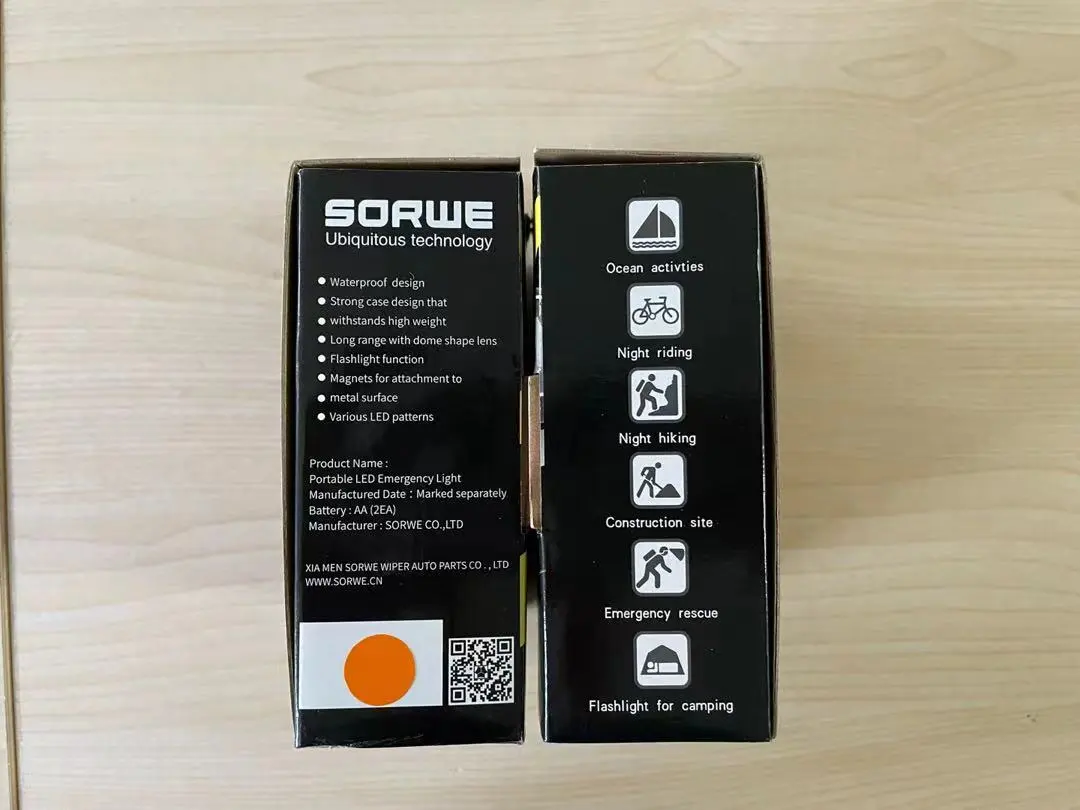 SORWE
Ubiquitous technology
Waterproof design
Strong case design that
withstands high weight
Long range with dome shape lens
Flashlight function
Magnets for attachment to
metal surface
Various LED patterns
Product Name :
Portable LED Emergency Light
Manufactured Date : Marked separately
Battery : AA (2EA)
Manufacturer : SORWE CO.,LTD
XIA MEN SORWE WIPER AUTO PARTS CO . , LTD
WWW.SORWE.CN
Ocean activties
Night riding
Night hiking
Construction site
Emergency rescue
Flashlight for camping